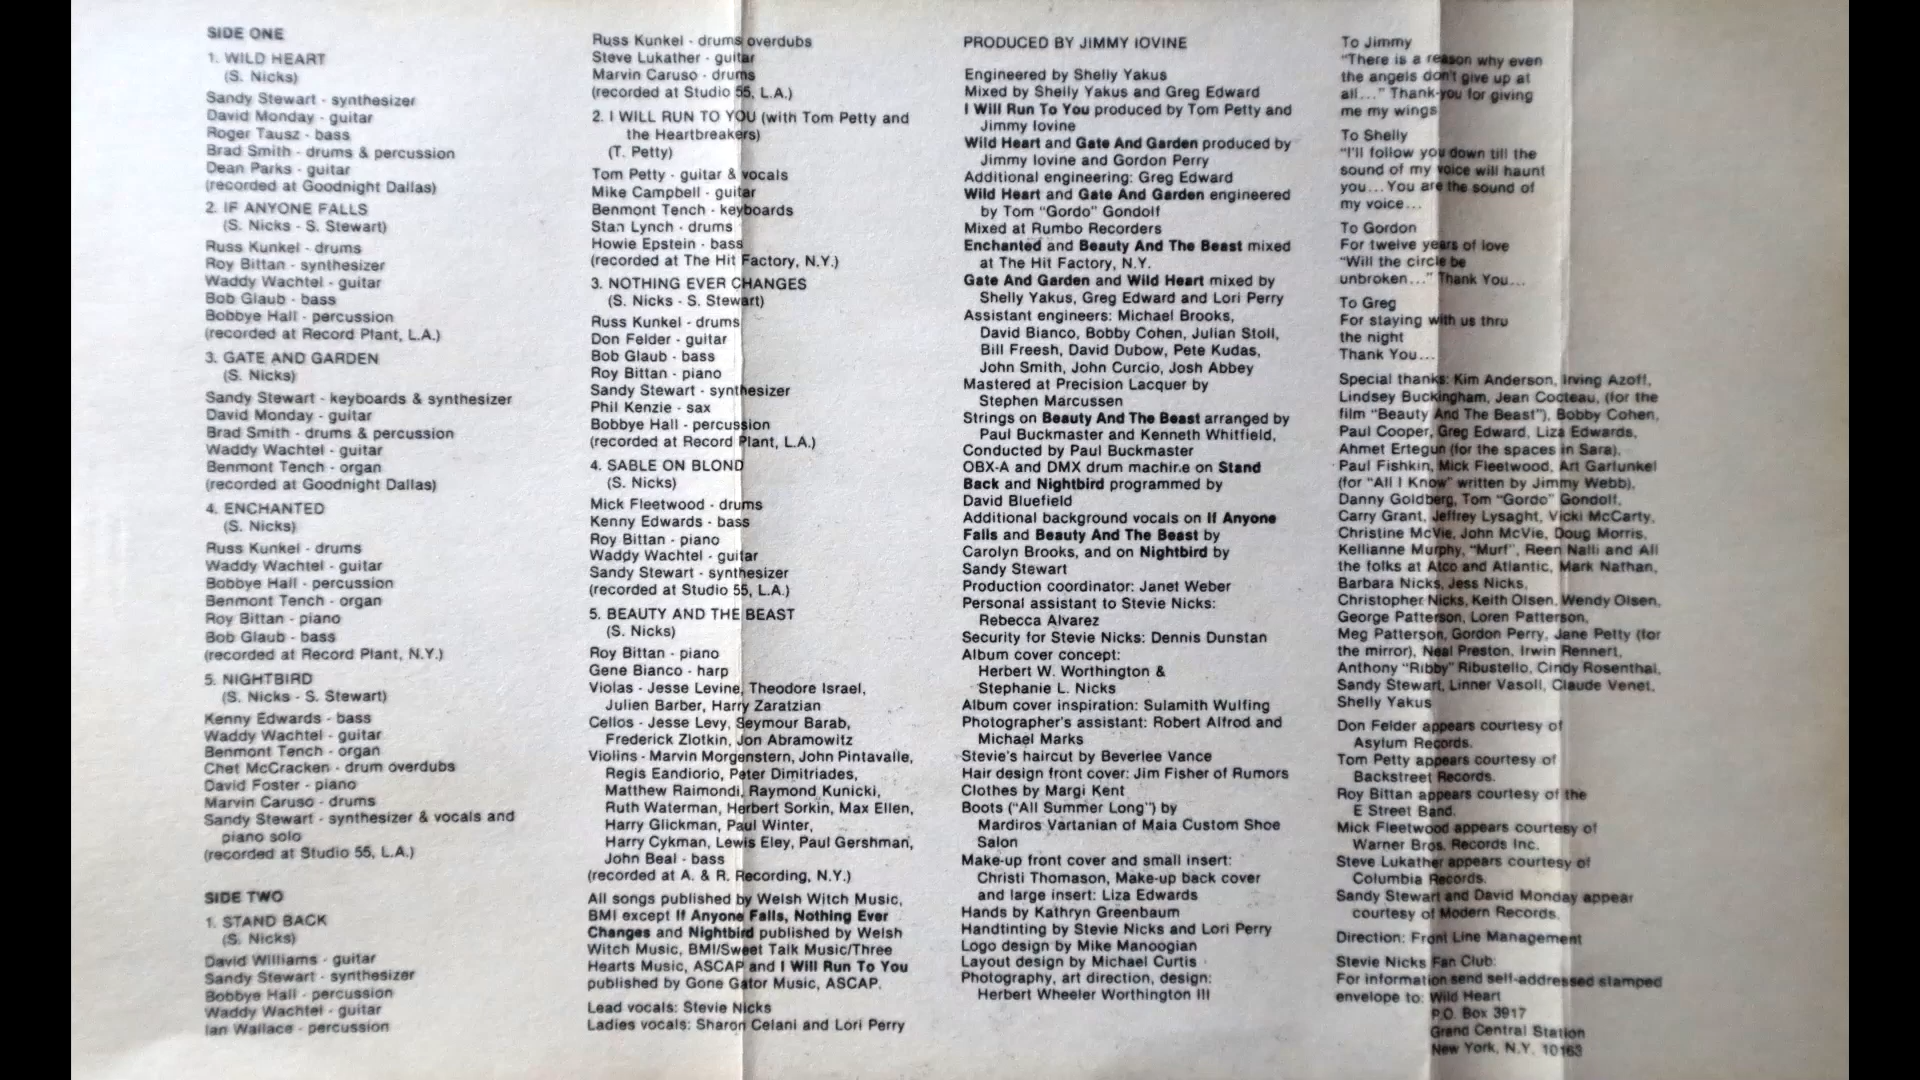 SIDE ONE
1. WILD HEART
(S. Nicks)
Sandy Stewart - synthesizer
David Monday - guitar
Roger Tausz - bass
Brad Smith - drums & percussion
Dean Parks - guitar
(recorded at Goodnight Dallas)
2. IF ANYONE FALLS
(S. Nicks - S. Stewart)
Russ Kunkel - drums
Roy Bittan - synthesizer
Waddy Wachtel - guitar
Bob Glaub - bass
Bobbye Hall - percussion
(recorded at Record Plant, L.A.)
3. GATE AND GARDEN
(S. Nicks)
Sandy Stewart - keyboards & synthesizer
David Monday - guitar
Brad Smith - drums & percussion
Waddy Wachtel - guitar
Benmont Tench - organ
(recorded at Goodnight Dallas)
4. ENCHANTED
(S. Nicks)
Russ Kunkel - drums
Waddy Wachtel - guitar
Bobbye Hall - percussion
Benmont Tench - organ
Roy Bittan - piano
Bob Glaub - bass
(recorded at Record Plant, N.Y.)
5. NIGHTBIRD
(S. Nicks - S. Stewart)
Kenny Edwards - bass
Waddy Wachtel - guitar
Benmont Tench - organ
Chet McCracken - drum overdubs
David Foster - piano
Marvin Caruso - drums
Sandy Stewart - synthesizer & vocals and
piano solo
(recorded at Studio 55, L.A.)
SIDE TWO
1. STAND BACK
(S. Nicks)
David Williams - guitar
Sandy Stewart - synthesizer
Bobbye Hall - percussion
Waddy Wachtel - guitar
Ian Wallace - percussion
Russ Kunkel - drums overdubs
Steve Lukather - guitar
Marvin Caruso - drums
(recorded at Studio 55, L.A.)
2. I WILL RUN TO YOU (with Tom Petty and
the Heartbreakers)
(T. Petty)
Tom Petty - guitar & vocals
Mike Campbell - guitar
Benmont Tench - keyboards
Stan Lynch - drums
Howie Epstein - bass
(recorded at The Hit Factory, N.Y.)
3. NOTHING EVER CHANGES
(S. Nicks - S. Stewart)
Russ Kunkel - drums
Don Felder - guitar
Bob Glaub - bass
Roy Bittan - piano
Sandy Stewart - synthesizer
Phil Kenzie - sax
Bobbye Hall - percussion
(recorded at Record Plant, L.A.)
4. SABLE ON BLOND
(S. Nicks)
Mick Fleetwood - drums
Kenny Edwards - bass
Roy Bittan - piano
Waddy Wachtel - guitar
Sandy Stewart - synthesizer
(recorded at Studio 55, L.A.)
5. BEAUTY AND THE BEAST
(S. Nicks)
Roy Bittan - piano
Gene Bianco - harp
Violas - Jesse Levine, Theodore Israel,
Julien Barber, Harry Zaratzian
Cellos - Jesse Levy, Seymour Barab,
Frederick Zlotkin, Jon Abramowitz
Violins - Marvin Morgenstern, John Pintavalle,
Regis Eandiorio, Peter Dimitriades,
Matthew Raimondi, Raymond Kunicki,
Ruth Waterman, Herbert Sorkin, Max Ellen,
Harry Glickman, Paul Winter,
Harry Cykman, Lewis Eley, Paul Gershman,
John Beal - bass
(recorded at A. & R. Recording, N.Y.)
All songs published by Welsh Witch Music,
BMI except If Anyone Falls, Nothing Ever
Changes and Nightbird published by Welsh
Witch Music, BMI/Sweet Talk Music/Three
Hearts Music, ASCAP and I Will Run To You
published by Gone Gator Music, ASCAP.
Lead vocals: Stevie Nicks
Ladies vocals: Sharon Celani and Lori Perry
PRODUCED BY JIMMY IOVINE
Engineered by Shelly Yakus
Mixed by Shelly Yakus and Greg Edward
I Will Run To You produced by Tom Petty and
Jimmy Iovine
Wild Heart and Gate And Garden produced by
Jimmy Iovine and Gordon Perry
Additional engineering: Greg Edward
Wild Heart and Gate And Garden engineered
by Tom "Gordo" Gondolf
Mixed at Rumbo Recorders
Enchanted and Beauty And The Beast mixed
at The Hit Factory, N.Y.
Gate And Garden and Wild Heart mixed by
Shelly Yakus, Greg Edward and Lori Perry
Assistant engineers: Michael Brooks,
David Bianco, Bobby Cohen, Julian Stoll,
Bill Freesh, David Dubow, Pete Kudas,
John Smith, John Curcio, Josh Abbey
Mastered at Precision Lacquer by
Stephen Marcussen
Strings on Beauty And The Beast arranged by
Paul Buckmaster and Kenneth Whitfield,
Conducted by Paul Buckmaster
OBX-A and DMX drum machine on Stand
Back and Nightbird programmed by
David Bluefield
Additional background vocals on If Anyone
Falls and Beauty And The Beast by
Carolyn Brooks, and on Nightbird by
Sandy Stewart
Production coordinator: Janet Weber
Personal assistant to Stevie Nicks:
Rebecca Alvarez
Security for Stevie Nicks: Dennis Dunstan
Album cover concept:
Herbert W. Worthington &
Stephanie L. Nicks
Album cover inspiration: Sulamith Wulfing
Photographer's assistant: Robert Alfrod and
Michael Marks
Stevie's haircut by Beverlee Vance
Hair design front cover: Jim Fisher of Rumors
Clothes by Margi Kent
Boots ("All Summer Long") by
Mardiros Vartanian of Maia Custom Shoe
Salon
Make-up front cover and small insert:
Christi Thomason, Make-up back cover
and large insert: Liza Edwards
Hands by Kathryn Greenbaum
Handtinting by Stevie Nicks and Lori Perry
Logo design by Mike Manoogian
Layout design by Michael Curtis
Photography, art direction, design:
Herbert Wheeler Worthington III
To Jimmy
"There is a reason why even
the angels don't give up at
all..." Thank-you for giving
me my wings
To Shelly
"I'll follow you down till the
sound of my voice will haunt
you...You are the sound of
my voice...
To Gordon
For twelve years of love
"Will the circle be
unbroken..." Thank You...
To Greg
For staying with us thru
the night
Thank You...
Special thanks: Kim Anderson, Irving Azoff,
Lindsey Buckingham, Jean Cocteau, (for the
film "Beauty And The Beast"), Bobby Cohen,
Paul Cooper, Greg Edward, Liza Edwards,
Ahmet Ertegun (for the spaces in Sara),
Paul Fishkin, Mick Fleetwood, Art Garfunkel
(for "All I Know" written by Jimmy Webb),
Danny Goldberg, Tom "Gordo" Gondolf,
Carry Grant, Jeffrey Lysaght, Vicki McCarty,
Christine McVie, John McVie, Doug Morris,
Kellianne Murphy, "Murf", Reen Nalli and All
the folks at Atco and Atlantic, Mark Nathan,
Barbara Nicks, Jess Nicks,
Christopher Nicks, Keith Olsen, Wendy Olsen,
George Patterson, Loren Patterson,
Meg Patterson, Gordon Perry, Jane Petty (for
the mirror), Neal Preston, Irwin Rennert,
Anthony "Ribby" Ribustello, Cindy Rosenthal,
Sandy Stewart, Linner Vasoll, Claude Venet,
Shelly Yakus
Don Felder appears courtesy of
Asylum Records.
Tom Petty appears courtesy of
Backstreet Records.
Roy Bittan appears courtesy of the
E Street Band.
Mick Fleetwood appears courtesy of
Warner Bros. Records Inc.
Steve Lukather appears courtesy of
Columbia Records.
Sandy Stewart and David Monday appear
courtesy of Modern Records.
Direction: Front Line Management
Stevie Nicks Fan Club:
For information send self-addressed stamped
envelope to: Wild Heart
P.O. Box 3917
Grand Central Station
New York, N.Y. 10163